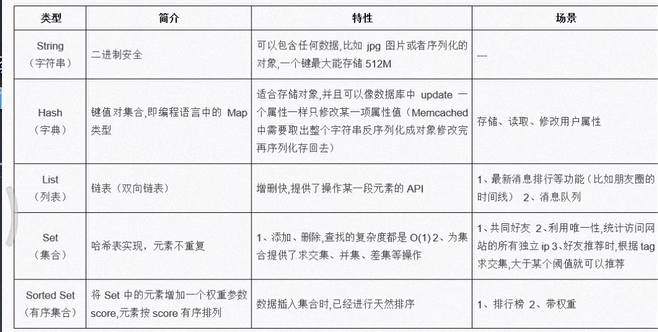 类型 简介 特性 场景
String
（字符串）
二进制安全
可以包含任何数据,比如 jpg 图片或者序列化的
对象,一个键最大能存储 512M
—
Hash
（字典）
键值对集合,即编程语言中的 Map
类型
适合存储对象,并且可以像数据库中 update 一
个属性一样只修改某一项属性值（Memcached
中需要取出整个字符串反序列化成对象修改完
再序列化存回去）
存储、读取、修改用户属性
List
（列表）
链表（双向链表）
增删快,提供了操作某一段元素的 API
1、最新消息排行等功能（比如朋友圈的
时间线） 2、消息队列
Set
（集合）
哈希表实现，元素不重复
1、添加、删除,查找的复杂度都是 O(1) 2、为集
合提供了求交集、并集、差集等操作
1、共同好友 2、利用唯一性,统计访问网
站的所有独立 ip 3、好友推荐时,根据 tag
求交集,大于某个阈值就可以推荐
Sorted Set
（有序集合）
将 Set 中的元素增加一个权重参数
score,元素按 score 有序排列
数据插入集合时,已经进行天然排序
1、排行榜 2、带权重